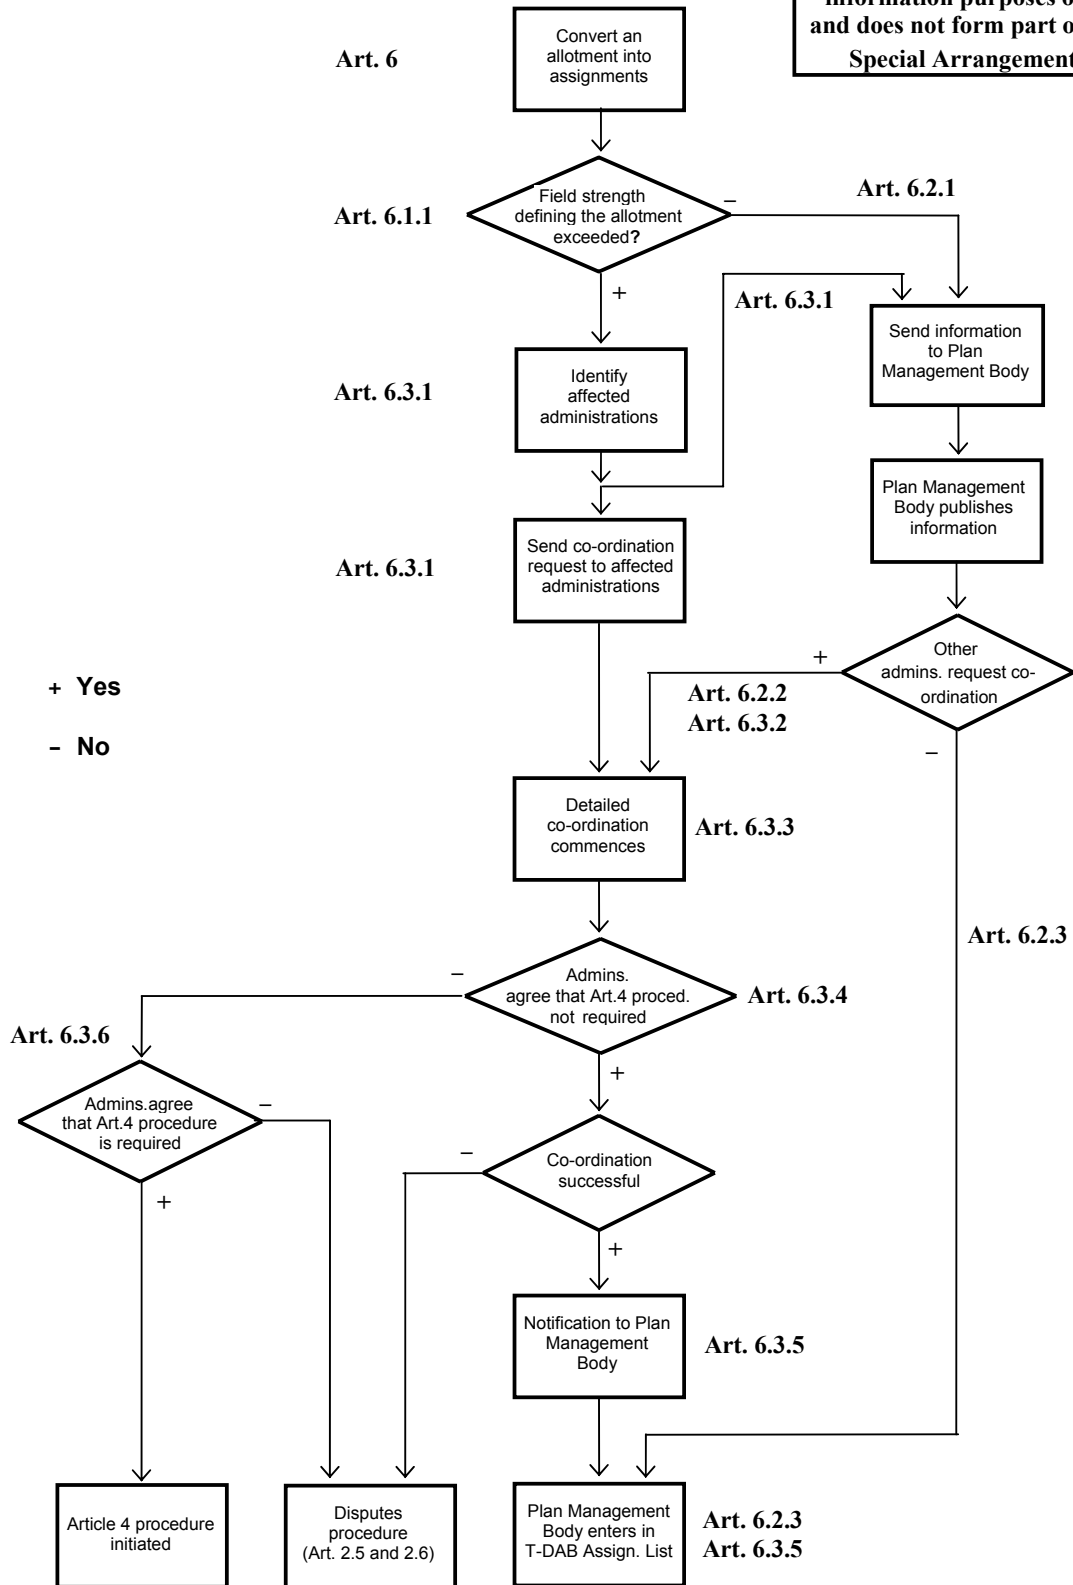 information purposes o
and does not form part o
Special Arrangement
Art. 6
Convert an
allotment into
assignments
Art. 6.1.1
Field strength
defining the allotment
exceeded?
−
Art. 6.2.1
+
Art. 6.3.1
Send information
to Plan
Management Body
Art. 6.3.1
Identify
affected
administrations
Plan Management
Body publishes
information
Art. 6.3.1
Send co-ordination
request to affected
administrations
+ Yes
− No
+
Other
admins. request co-
ordination
Art. 6.2.2
Art. 6.3.2
−
Detailed
co-ordination
commences
Art. 6.3.3
Art. 6.2.3
−
Admins.
agree that Art.4 proced.
not required
Art. 6.3.4
+
Art. 6.3.6
Admins.agree
that Art.4 procedure
is required
−
+
−
Co-ordination
successful
+
Notification to Plan
Management
Body
Art. 6.3.5
Article 4 procedure
initiated
Disputes
procedure
(Art. 2.5 and 2.6)
Plan Management
Body enters in
T-DAB Assign. List
Art. 6.2.3
Art. 6.3.5